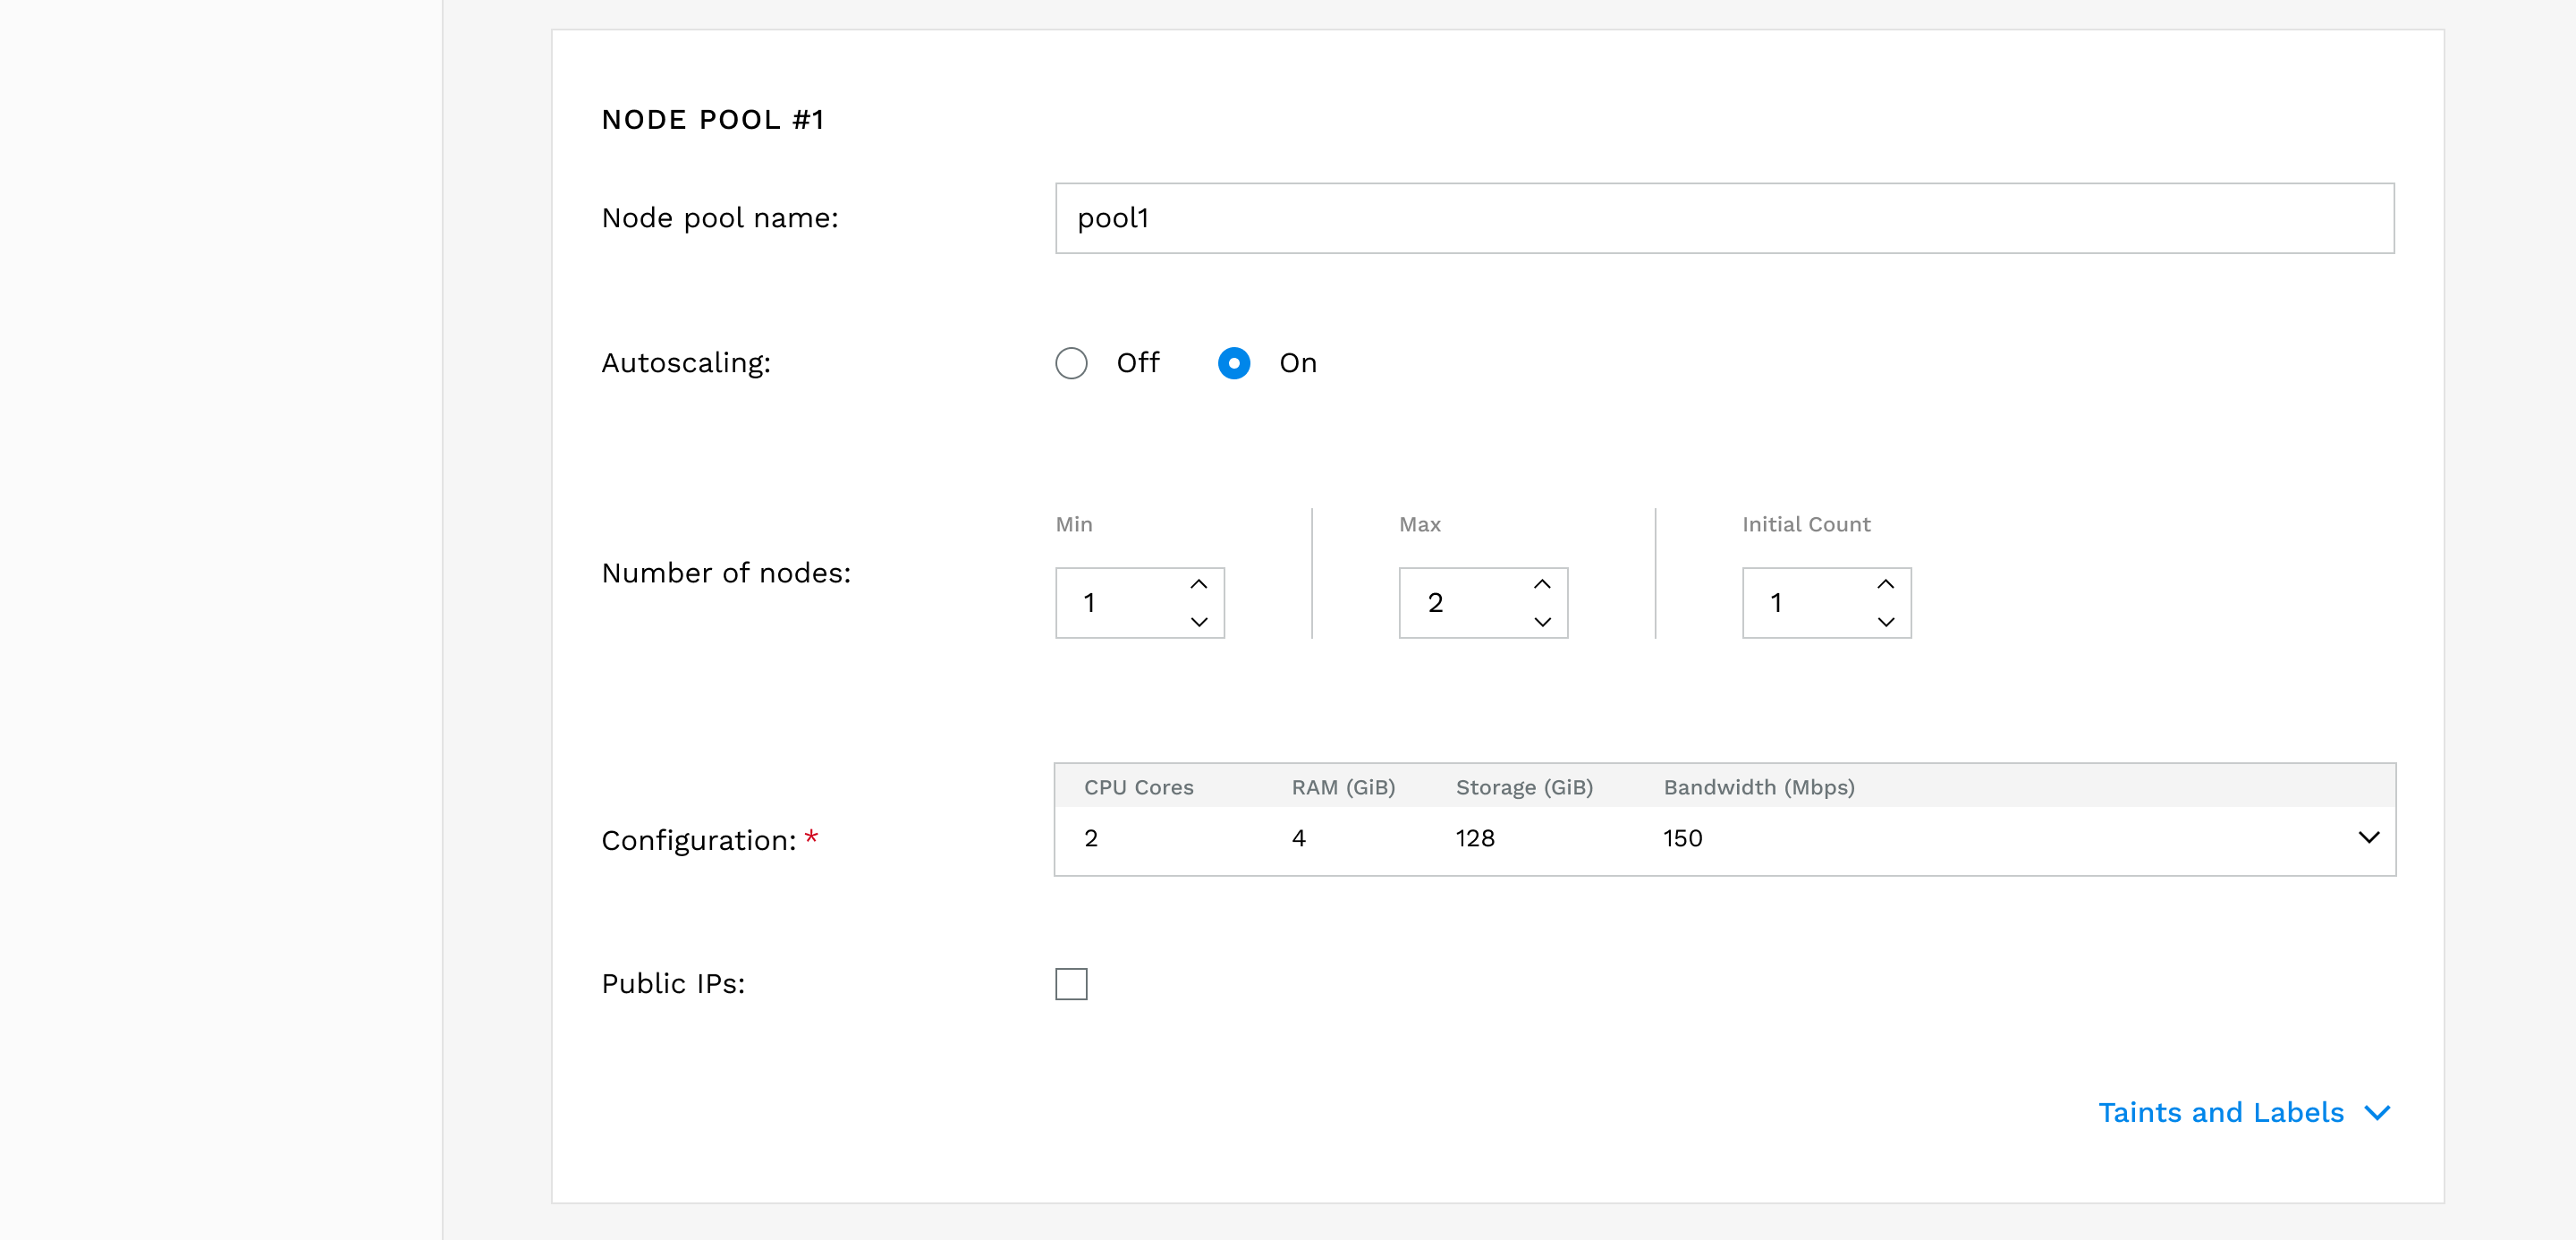 NODE POOL #1
Node pool name:
pool1
Autoscaling:
Off
On
Number of nodes:
Min
Max
Initial Count
1
2
1
Configuration: *
CPU Cores RAM (GiB) Storage (GiB) Bandwidth (Mbps)
2 4 128 150
Public IPs:
Taints and Labels